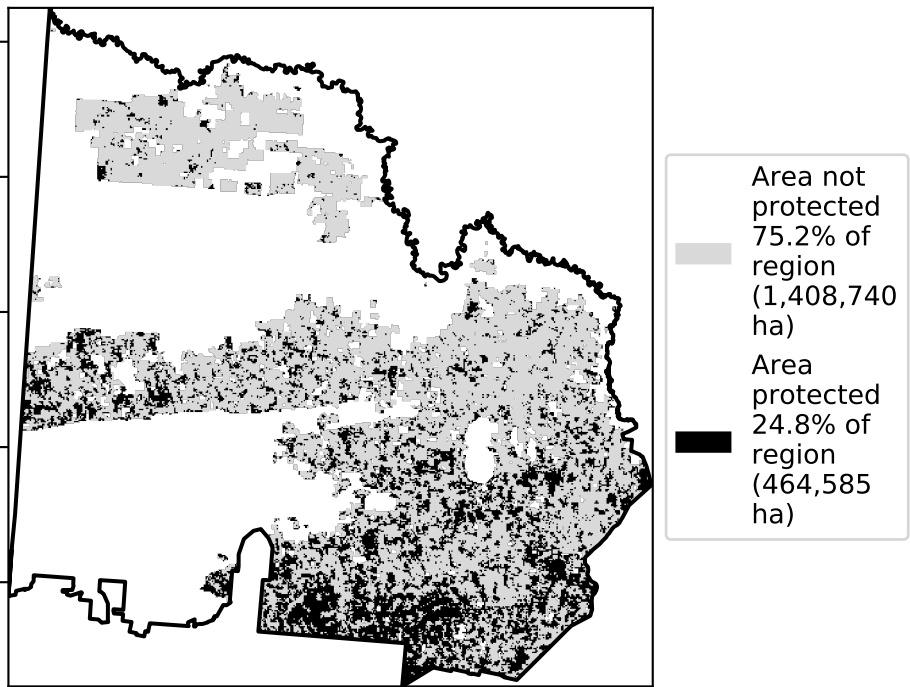 Area not
protected
75.2% of
region
(1,408,740
ha)
Area
protected
24.8% of
region
(464,585
ha)